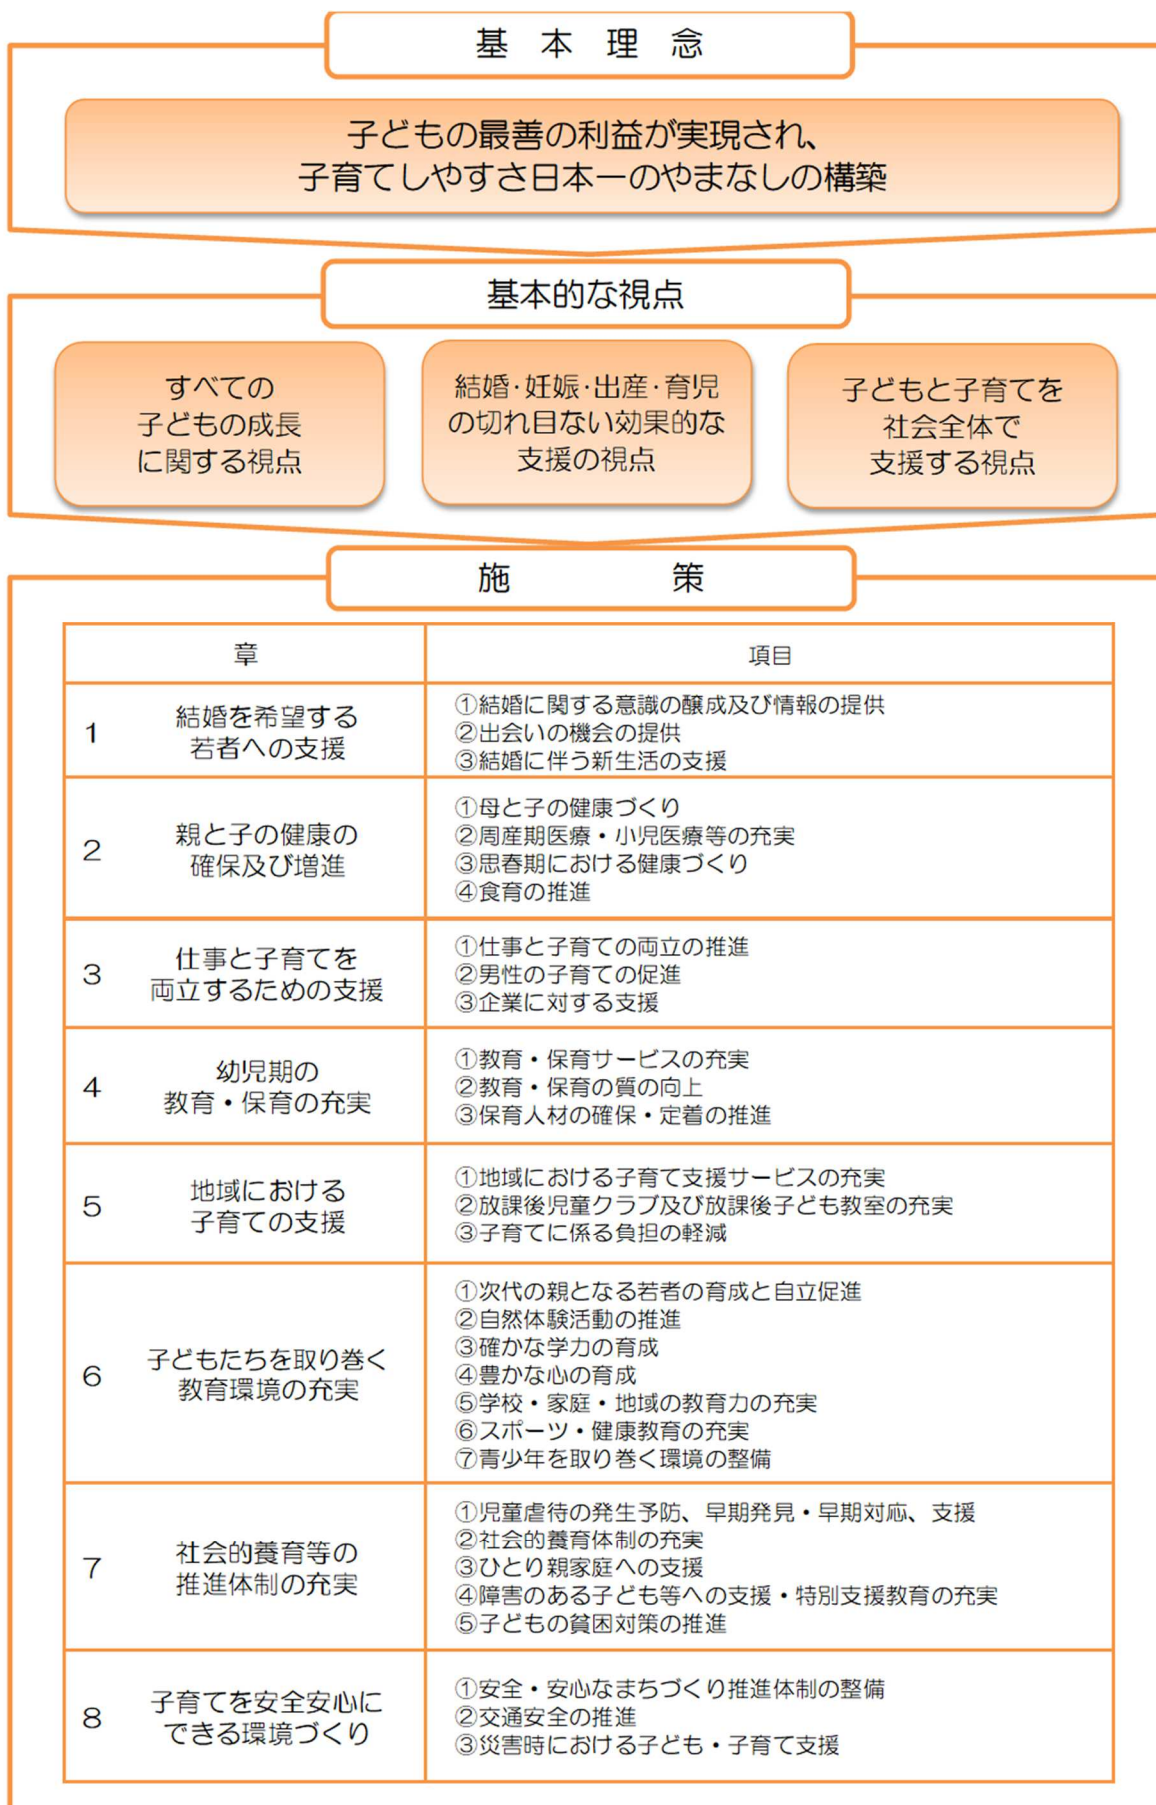 基本理念
子どもの最善の利益が実現され、
子育てしやすさ日本一のやまなしの構築
基本的な視点
すべての
子どもの成長
に関する視点
結婚・妊娠・出産・育児
の切れ目ない効果的な
支援の視点
子どもと子育てを
社会全体で
支援する視点
施策
章
項目
1
結婚を希望する
若者への支援
①結婚に関する意識の醸成及び情報の提供
②出会いの機会の提供
③結婚に伴う新生活の支援
2
親と子の健康の
確保及び増進
①母と子の健康づくり
②周産期医療・小児医療等の充実
③思春期における健康づくり
④食育の推進
3
仕事と子育てを
両立するための支援
①仕事と子育ての両立の推進
②男性の子育ての促進
③企業に対する支援
4
幼児期の
教育・保育の充実
①教育・保育サービスの充実
②教育・保育の質の向上
③保育人材の確保・定着の推進
5
地域における
子育ての支援
①地域における子育て支援サービスの充実
②放課後児童クラブ及び放課後子ども教室の充実
③子育てに係る負担の軽減
6
子どもたちを取り巻く
教育環境の充実
①次代の親となる若者の育成と自立促進
②自然体験活動の推進
③確かな学力の育成
④豊かな心の育成
⑤学校・家庭・地域の教育力の充実
⑥スポーツ・健康教育の充実
⑦青少年を取り巻く環境の整備
7
社会的養育等の
推進体制の充実
①児童虐待の発生予防、早期発見・早期対応、支援
②社会的養育体制の充実
③ひとり親家庭への支援
④障害のある子ども等への支援・特別支援教育の充実
⑤子どもの貧困対策の推進
8
子育てを安全安心に
できる環境づくり
①安全・安心なまちづくり推進体制の整備
②交通安全の推進
③災害時における子ども・子育て支援